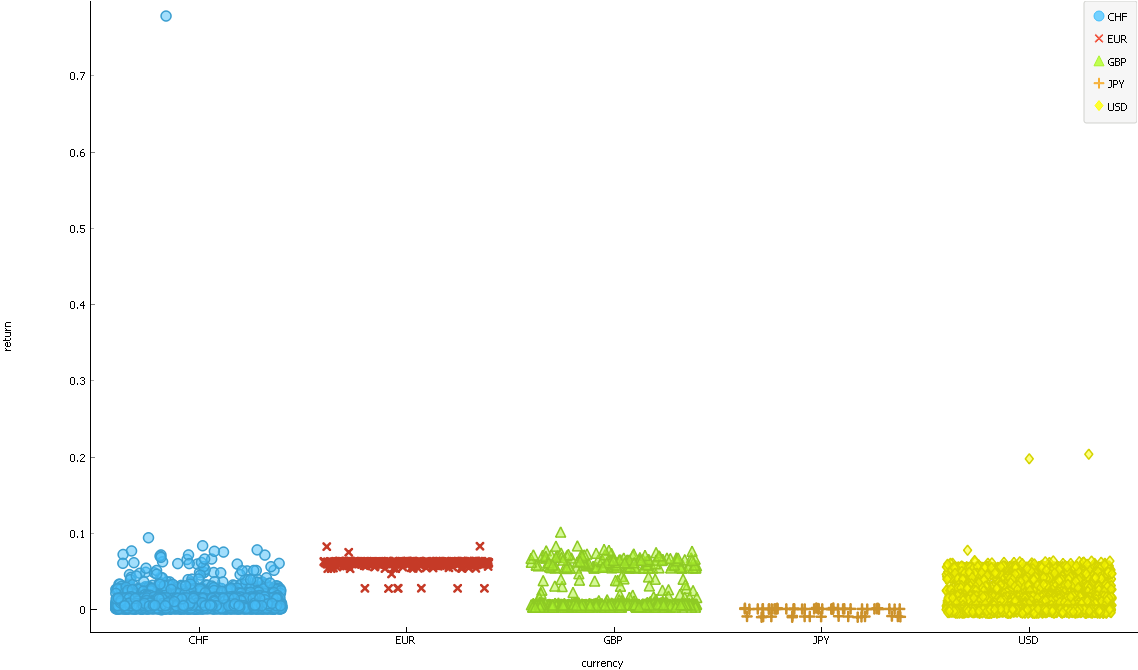 CHF
EUR
GBP
JPY
USD
0.7
0.6
0.5
0.4
0.3
0.2
0.1
0
return
CHF
EUR
GBP
JPY
USD
currency